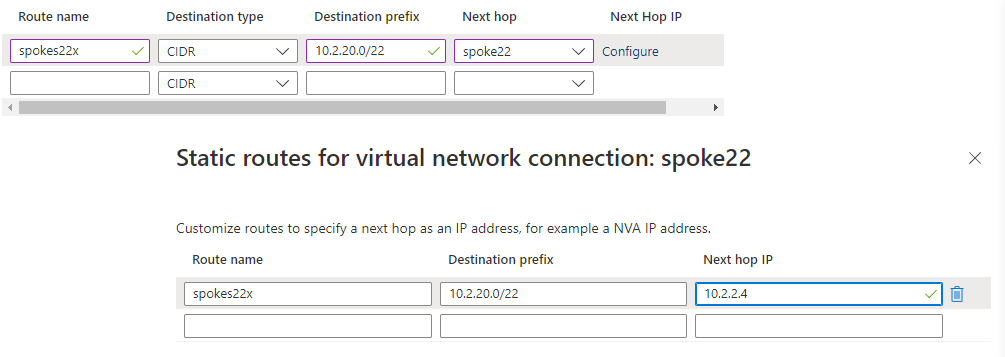 Route name Destination type Destination prefix Next hop Next Hop IP
spokes22x CIDR 10.2.20.0/22 spoke22 Configure
CIDR
Static routes for virtual network connection: spoke22
Customize routes to specify a next hop as an IP address, for example a NVA IP address.
Route name Destination prefix Next hop IP
spokes22x 10.2.20.0/22 10.2.2.4